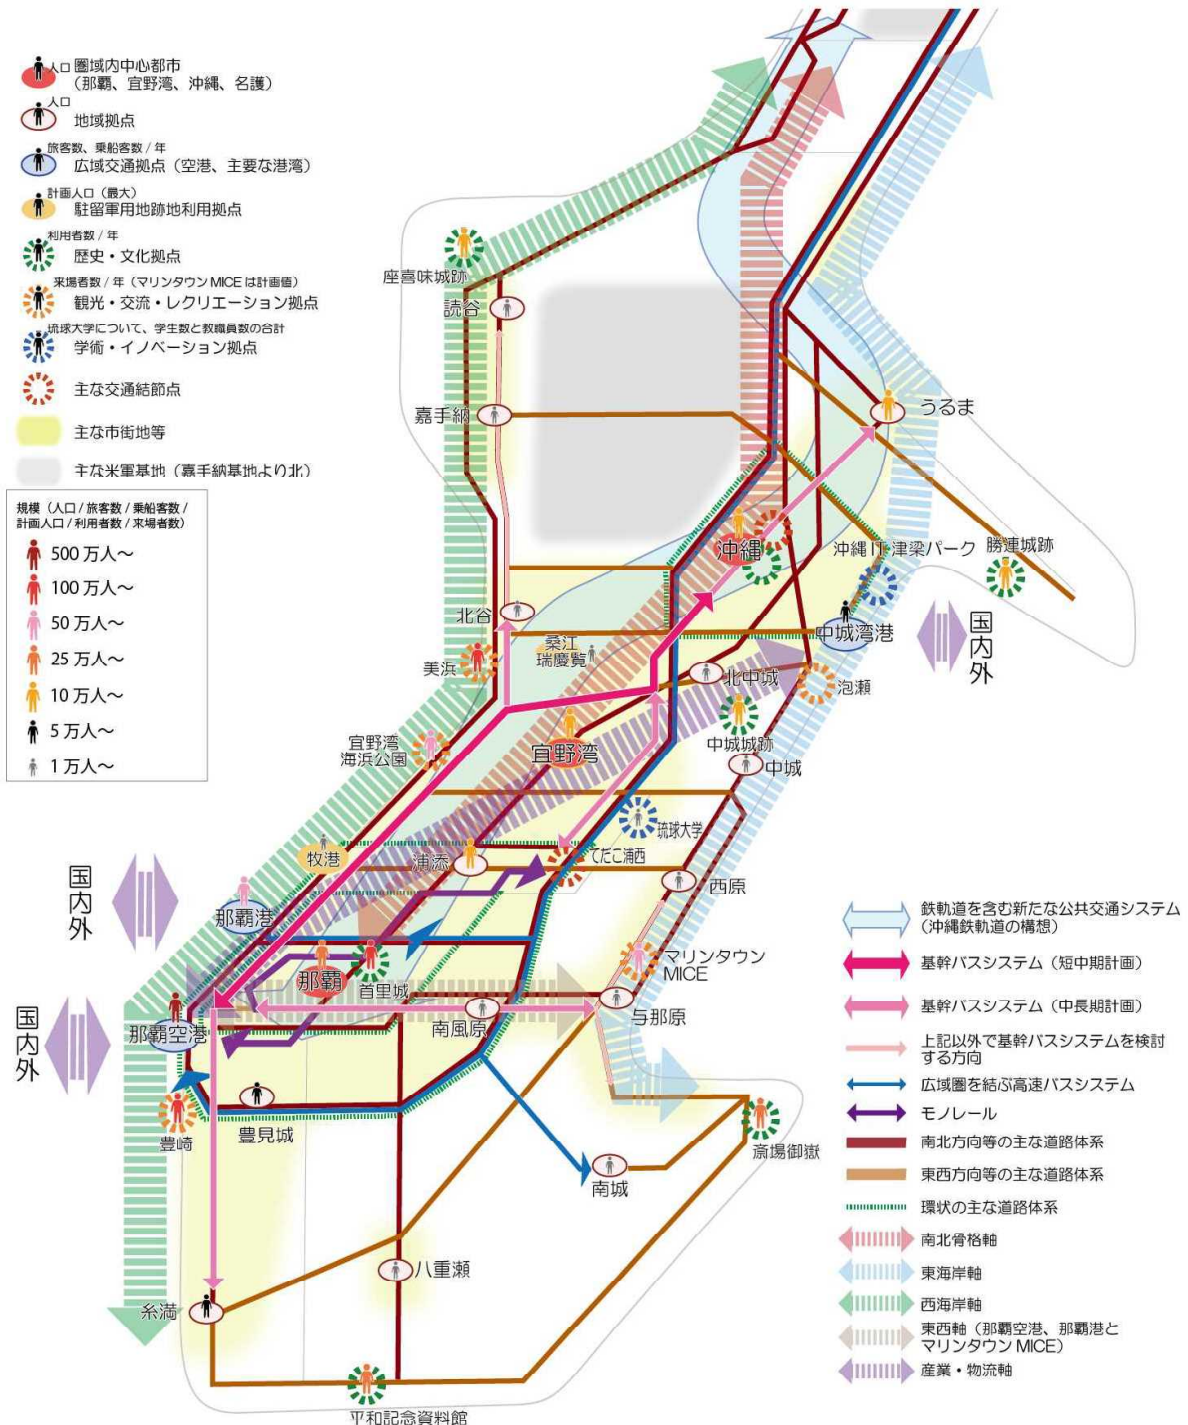 人口
圏域内中心都市
（那覇、宜野湾、沖縄、名護）
人口
地域拠点
旅客数、乗船客数 / 年
広域交通拠点（空港、主要な港湾）
計画人口（最大）
駐留軍用地跡地利用拠点
利用者数 / 年
歴史・文化拠点
来場者数 / 年（マリンタウン MICE は計画値）
観光・交流・レクリエーション拠点
琉球大学について、学生数と教職員数の合計
学術・イノベーション拠点
主な交通結節点
主な市街地等
主な米軍基地（嘉手納基地より北）
規模（人口 / 旅客数 / 乗船客数 /
計画人口 / 利用者数 / 来場者数）
500 万人～
100 万人～
50 万人～
25 万人～
10 万人～
5 万人～
1 万人～
座喜味城跡
読谷
嘉手納
うるま
沖縄
沖縄 IT 津梁パーク
勝連城跡
北谷
桑江
瑞慶覧
中城湾港
国内外
美浜
北中城
泡瀬
宜野湾
海浜公園
宜野湾
中城城跡
中城
琉球大学
牧港
浦添
てだこ浦西
西原
国内外
那覇港
那覇
首里城
マリンタウン
MICE
与那原
南風原
国内外
那覇空港
豊崎
豊見城
斎場御嶽
南城
八重瀬
糸満
平和記念資料館
鉄軌道を含む新たな公共交通システム
（沖縄鉄軌道の構想）
基幹バスシステム（短中期計画）
基幹バスシステム（中長期計画）
上記以外で基幹バスシステムを検討
する方向
広域圏を結ぶ高速バスシステム
モノレール
南北方向等の主な道路体系
東西方向等の主な道路体系
環状の主な道路体系
南北骨格軸
東海岸軸
西海岸軸
東西軸（那覇空港、那覇港と
マリンタウン MICE）
産業・物流軸